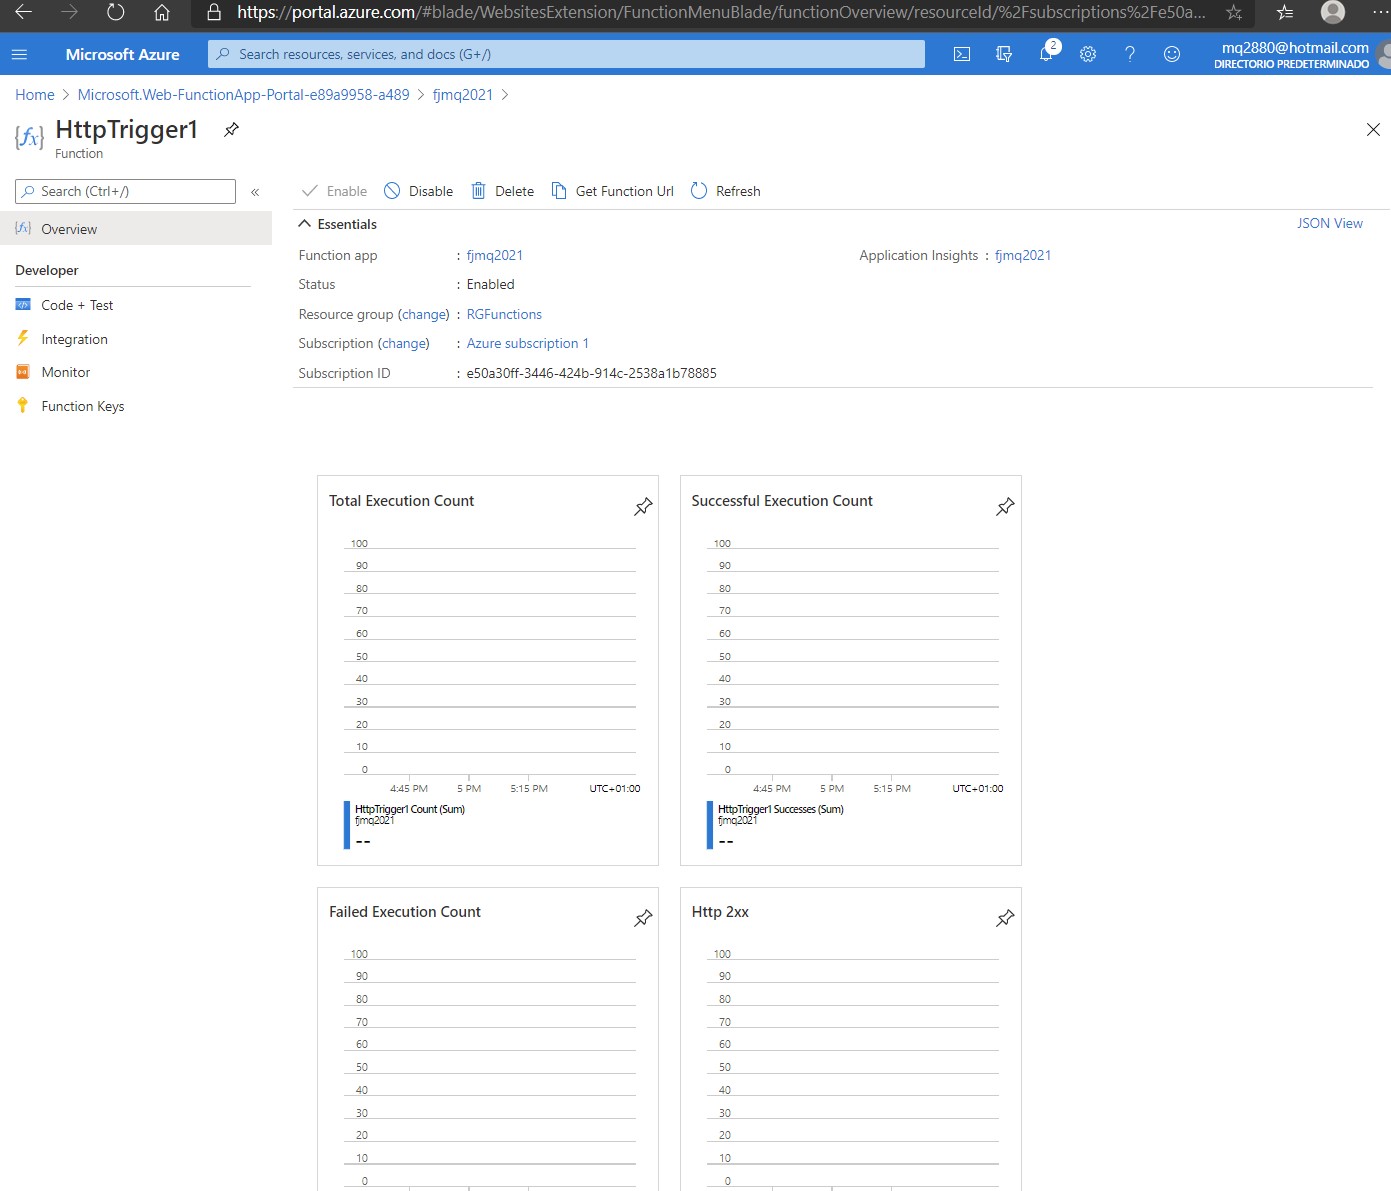 https://portal.azure.com/#blade/WebsitesExtension/FunctionMenuBlade/functionOverview/resourceId/%2Fsubscriptions%2Fe50a...
Microsoft Azure
Search resources, services, and docs (G+/)
2
mq2880@hotmail.com
DIRECTORIO PREDETERMINADO
Home > Microsoft.Web-FunctionApp-Portal-e89a9958-a489 > fjmq2021 >
{fx} HttpTrigger1
Function
Search (Ctrl+/)
«
Enable Disable Delete Get Function Url Refresh
{fx} Overview
Developer
Code + Test
Integration
Monitor
Function Keys
Essentials
JSON View
Function app : fjmq2021
Application Insights : fjmq2021
Status : Enabled
Resource group (change) : RGFunctions
Subscription (change) : Azure subscription 1
Subscription ID : e50a30ff-3446-424b-914c-2538a1b78885
Total Execution Count
100
90
80
70
60
50
40
30
20
10
0
4:45 PM 5 PM 5:15 PM UTC+01:00
HttpTrigger1 Count (Sum)
fjmq2021
--
Successful Execution Count
100
90
80
70
60
50
40
30
20
10
0
4:45 PM 5 PM 5:15 PM UTC+01:00
HttpTrigger1 Successes (Sum)
fjmq2021
--
Failed Execution Count
100
90
80
70
60
50
40
30
20
10
0
Http 2xx
100
90
80
70
60
50
40
30
20
10
0